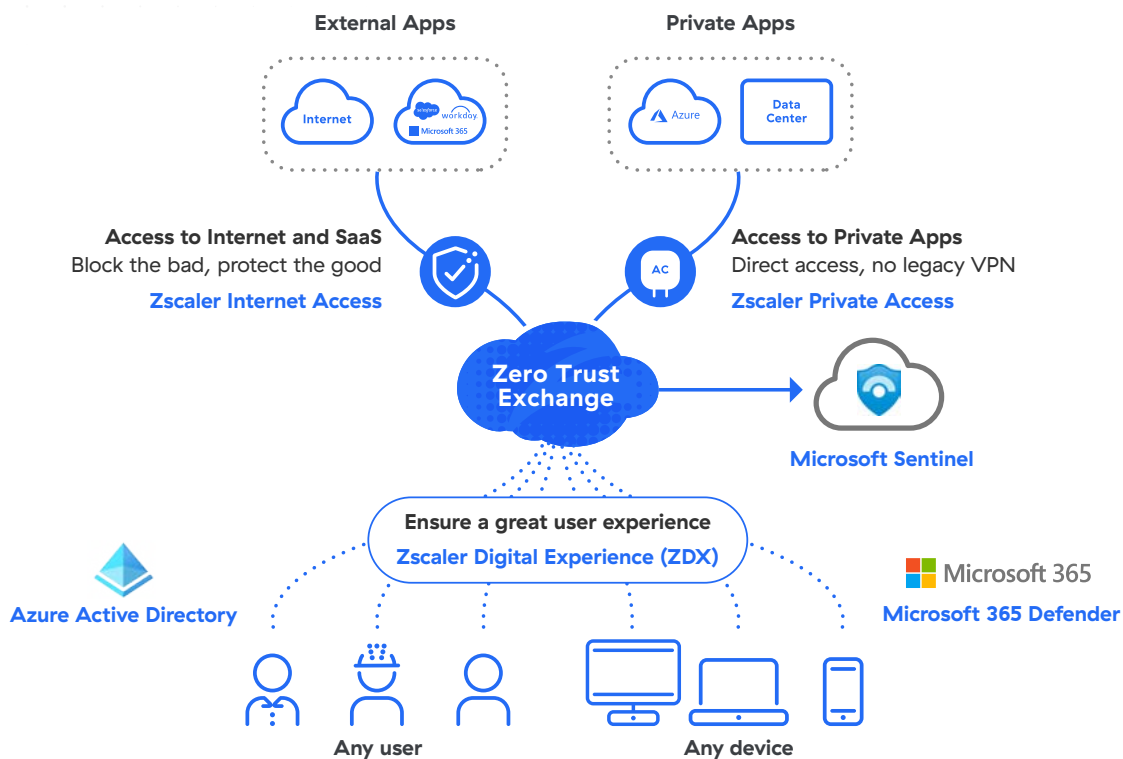 External Apps
Private Apps
Internet
salesforce
workday
Microsoft 365
Azure
Data
Center
Access to Internet and SaaS
Block the bad, protect the good
Zscaler Internet Access
AC
Access to Private Apps
Direct access, no legacy VPN
Zscaler Private Access
Zero Trust
Exchange
Microsoft Sentinel
Ensure a great user experience
Zscaler Digital Experience (ZDX)
Azure Active Directory
Microsoft 365
Microsoft 365 Defender
Any user
Any device